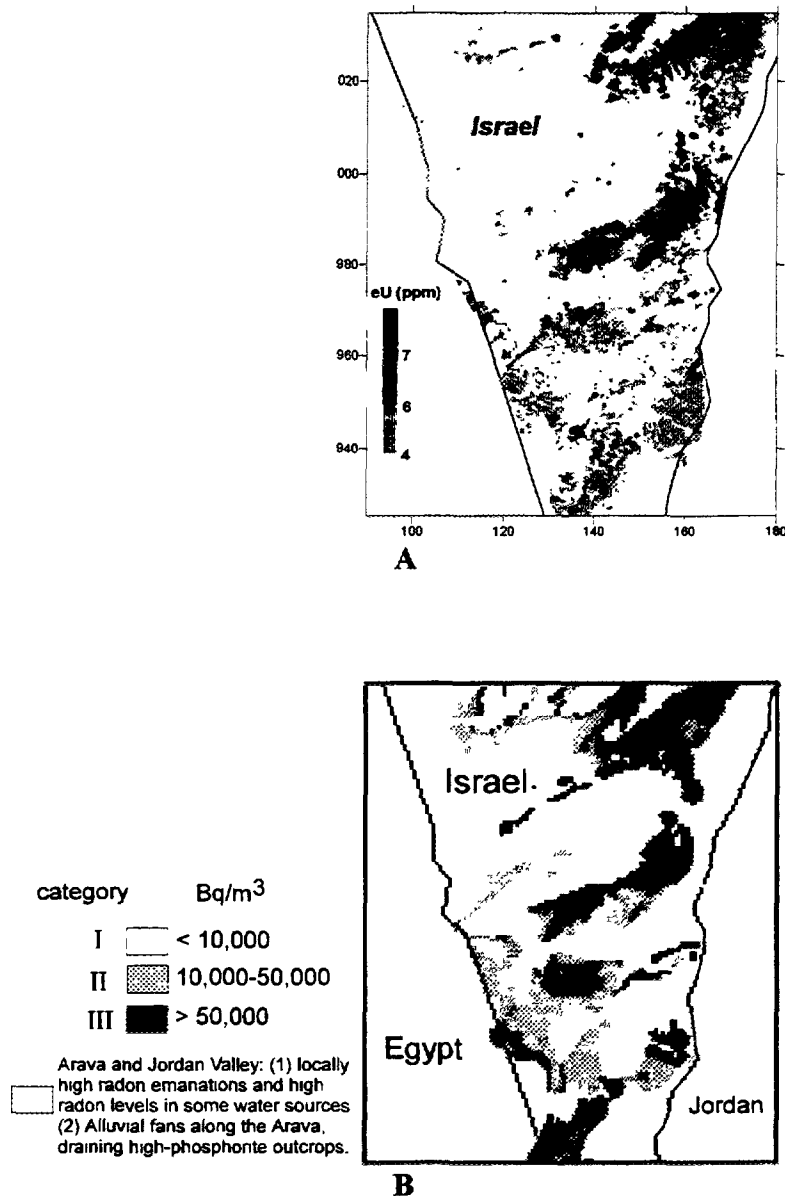 020
000
980
960
940
Israel
eU (ppm)
7
6
4
100
120
140
160
180
A
Israel.
Egypt
Jordan
category Bq/m³
I < 10,000
II 10,000-50,000
III > 50,000
Arava and Jordan Valley: (1) locally
high radon emanations and high
radon levels in some water sources
(2) Alluvial fans along the Arava,
draining high-phosphorite outcrops.
B